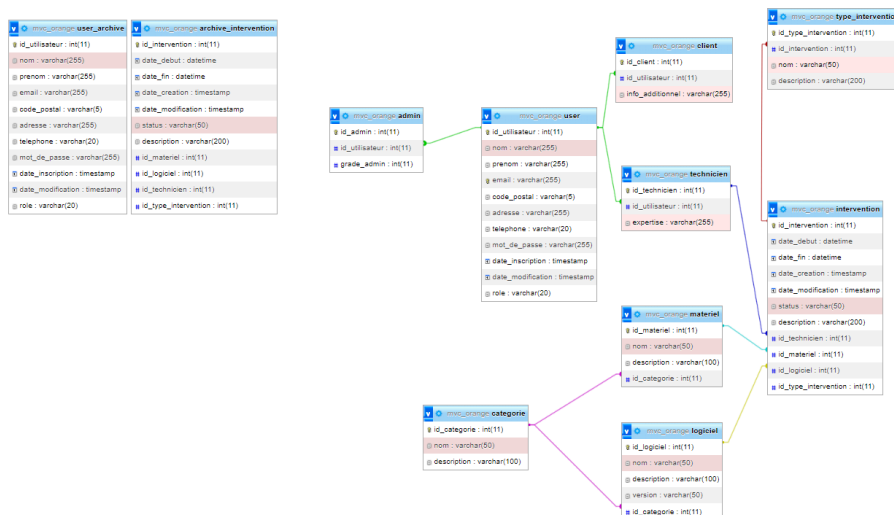 mvc_orange user_archive
id_utilisateur : int(11)
nom : varchar(255)
prenom : varchar(255)
email : varchar(255)
code_postal : varchar(5)
adresse : varchar(255)
telephone : varchar(20)
mot_de_passe : varchar(255)
date_inscription : timestamp
date_modification : timestamp
role : varchar(20)
mvc_orange archive_intervention
id_intervention : int(11)
date_debut : datetime
date_fin : datetime
date_creation : timestamp
date_modification : timestamp
status : varchar(50)
description : varchar(200)
id_materiel : int(11)
id_logiciel : int(11)
id_technicien : int(11)
id_type_intervention : int(11)
mvc_orange admin
id_admin : int(11)
id_utilisateur : int(11)
grade_admin : int(11)
mvc_orange user
id_utilisateur : int(11)
nom : varchar(255)
prenom : varchar(255)
email : varchar(255)
code_postal : varchar(5)
adresse : varchar(255)
telephone : varchar(20)
mot_de_passe : varchar(255)
date_inscription : timestamp
date_modification : timestamp
role : varchar(20)
mvc_orange client
id_client : int(11)
id_utilisateur : int(11)
info_additionnel : varchar(255)
mvc_orange technicien
id_technicien : int(11)
id_utilisateur : int(11)
expertise : varchar(255)
mvc_orange type_interventio
id_type_intervention : int(11)
id_intervention : int(11)
nom : varchar(50)
description : varchar(200)
mvc_orange intervention
id_intervention : int(11)
date_debut : datetime
date_fin : datetime
date_creation : timestamp
date_modification : timestamp
status : varchar(50)
description : varchar(200)
id_technicien : int(11)
id_materiel : int(11)
id_logiciel : int(11)
id_type_intervention : int(11)
mvc_orange materiel
id_materiel : int(11)
nom : varchar(50)
description : varchar(100)
id_categorie : int(11)
mvc_orange categorie
id_categorie : int(11)
nom : varchar(50)
description : varchar(100)
mvc_orange logiciel
id_logiciel : int(11)
nom : varchar(50)
description : varchar(100)
version : varchar(50)
id_categorie : int(11)